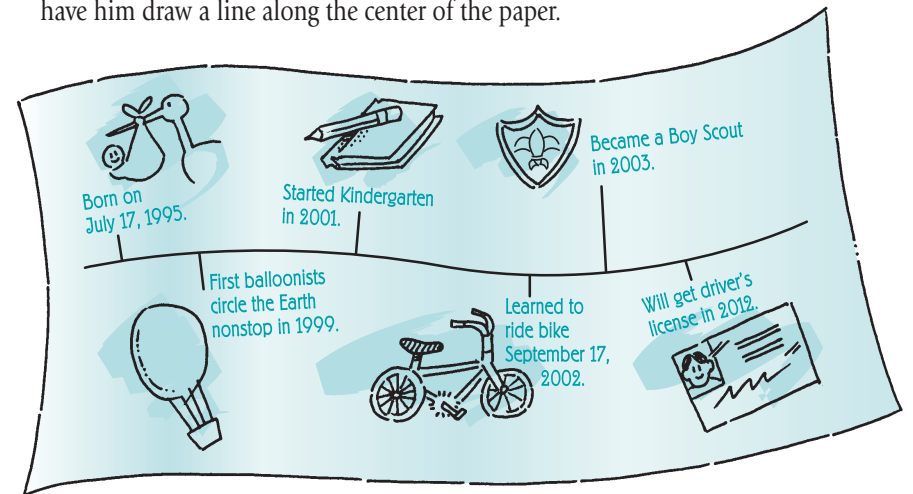 have him draw a line along the center of the paper.
Born on
July 17, 1995.
First balloonists
circle the Earth
nonstop in 1999.
Started Kindergarten
in 2001.
Learned to
ride bike
September 17,
2002.
Became a Boy Scout
in 2003.
Will get driver's
license in 2012.